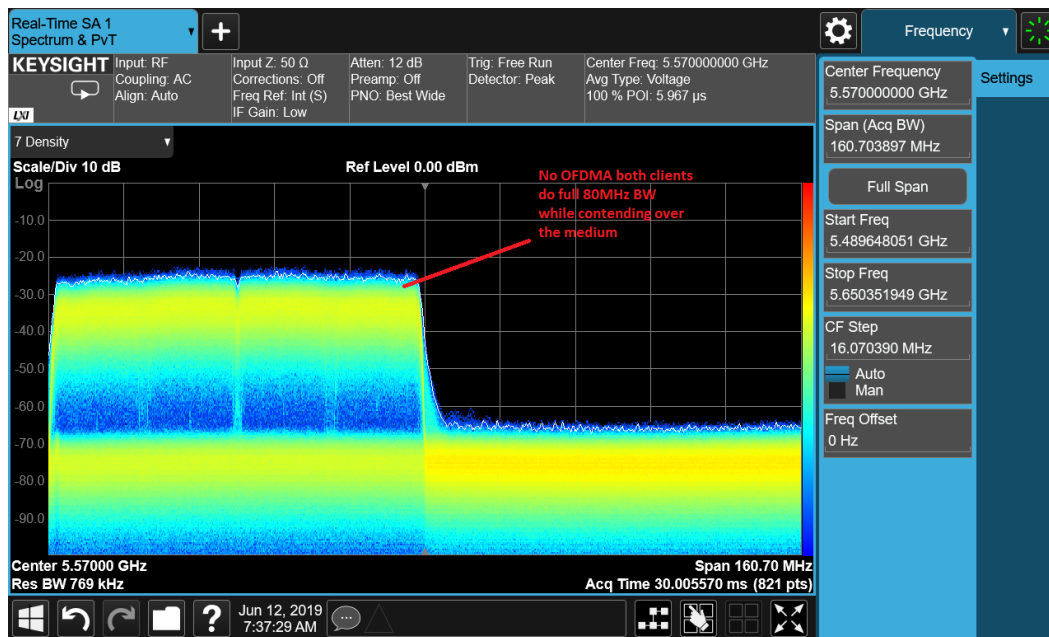 Real-Time SA 1
Spectrum & PvT
+
Frequency
KEYSIGHT
LXI
Input: RF
Coupling: AC
Align: Auto
Input Z: 50 Ω
Corrections: Off
Freq Ref: Int (S)
IF Gain: Low
Atten: 12 dB
Preamp: Off
PNO: Best Wide
Trig: Free Run
Detector: Peak
Center Freq: 5.570000000 GHz
Avg Type: Voltage
100 % POI: 5.967 µs
7 Density
Scale/Div 10 dB
Ref Level 0.00 dBm
Log
-10.0
-20.0
-30.0
-40.0
-50.0
-60.0
-70.0
-80.0
-90.0
No OFDMA both clients
do full 80MHz BW
while contending over
the medium
Center 5.57000 GHz
Res BW 769 kHz
Span 160.70 MHz
Acq Time 30.005570 ms (821 pts)
Center Frequency
5.570000000 GHz
Span (Acq BW)
160.703897 MHz
Full Span
Start Freq
5.489648051 GHz
Stop Freq
5.650351949 GHz
CF Step
16.070390 MHz
Auto
Man
Freq Offset
0 Hz
Settings
?
Jun 12, 2019
7:37:29 AM